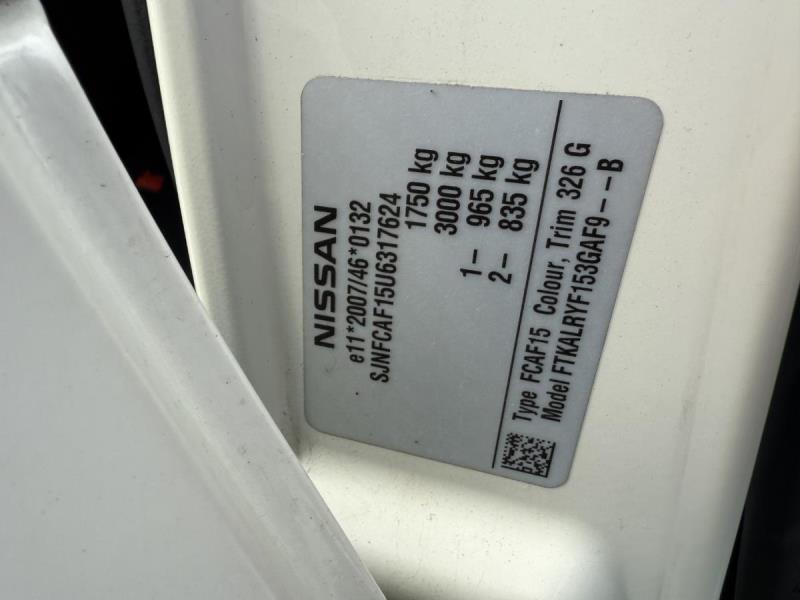 NISSAN
e11*2007/46*0132
SJNFCAF15U6317624
1750 kg
3000 kg
1- 965 kg
2- 835 kg
Type FCAF15 Colour, Trim 326 G
Model FTKALRYF153GAF9--B